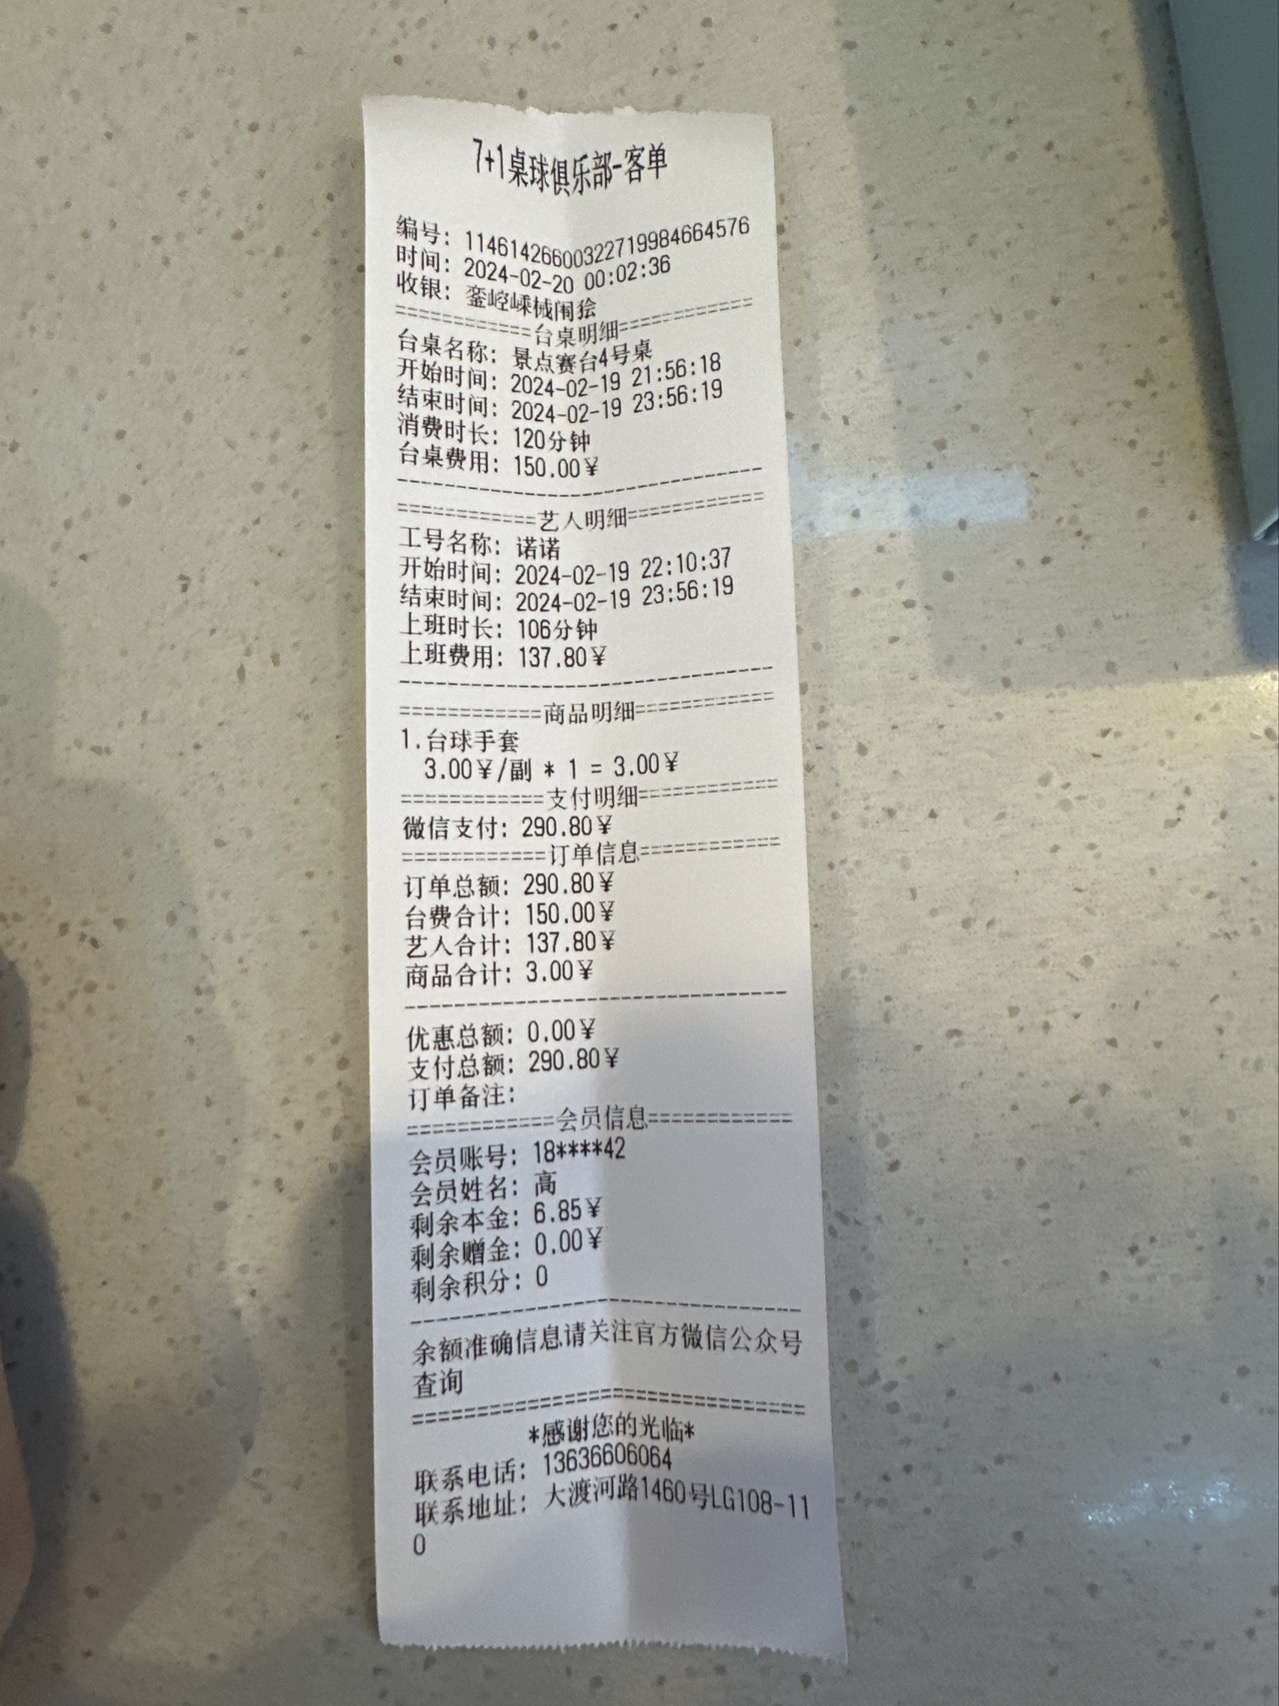 7+1桌球俱乐部-客单
编号: 1146142660032271998466​4576
时间: 2024-02-20 00:02:36
收银: 銮崆嵊械闹狯
============台桌明细============
台桌名称: 景点赛台4号桌
开始时间: 2024-02-19 21:56:18
结束时间: 2024-02-19 23:56:19
消费时长: 120分钟
台桌费用: 150.00¥
--------------------------------
============艺人明细============
工号名称: 诺诺
开始时间: 2024-02-19 22:10:37
结束时间: 2024-02-19 23:56:19
上班时长: 106分钟
上班费用: 137.80¥
--------------------------------
============商品明细============
1.台球手套
3.00¥/副 * 1 = 3.00¥
============支付明细============
微信支付: 290.80¥
============订单信息============
订单总额: 290.80¥
台费合计: 150.00¥
艺人合计: 137.80¥
商品合计: 3.00¥
--------------------------------
优惠总额: 0.00¥
支付总额: 290.80¥
订单备注:
============会员信息============
会员账号: 18****42
会员姓名: 高
剩余本金: 6.85¥
剩余赠金: 0.00¥
剩余积分: 0
--------------------------------
余额准确信息请关注官方微信公众号
查询
================================
*感谢您的光临*
联系电话: 13636606064
联系地址: 大渡河路1460号LG108-11
0